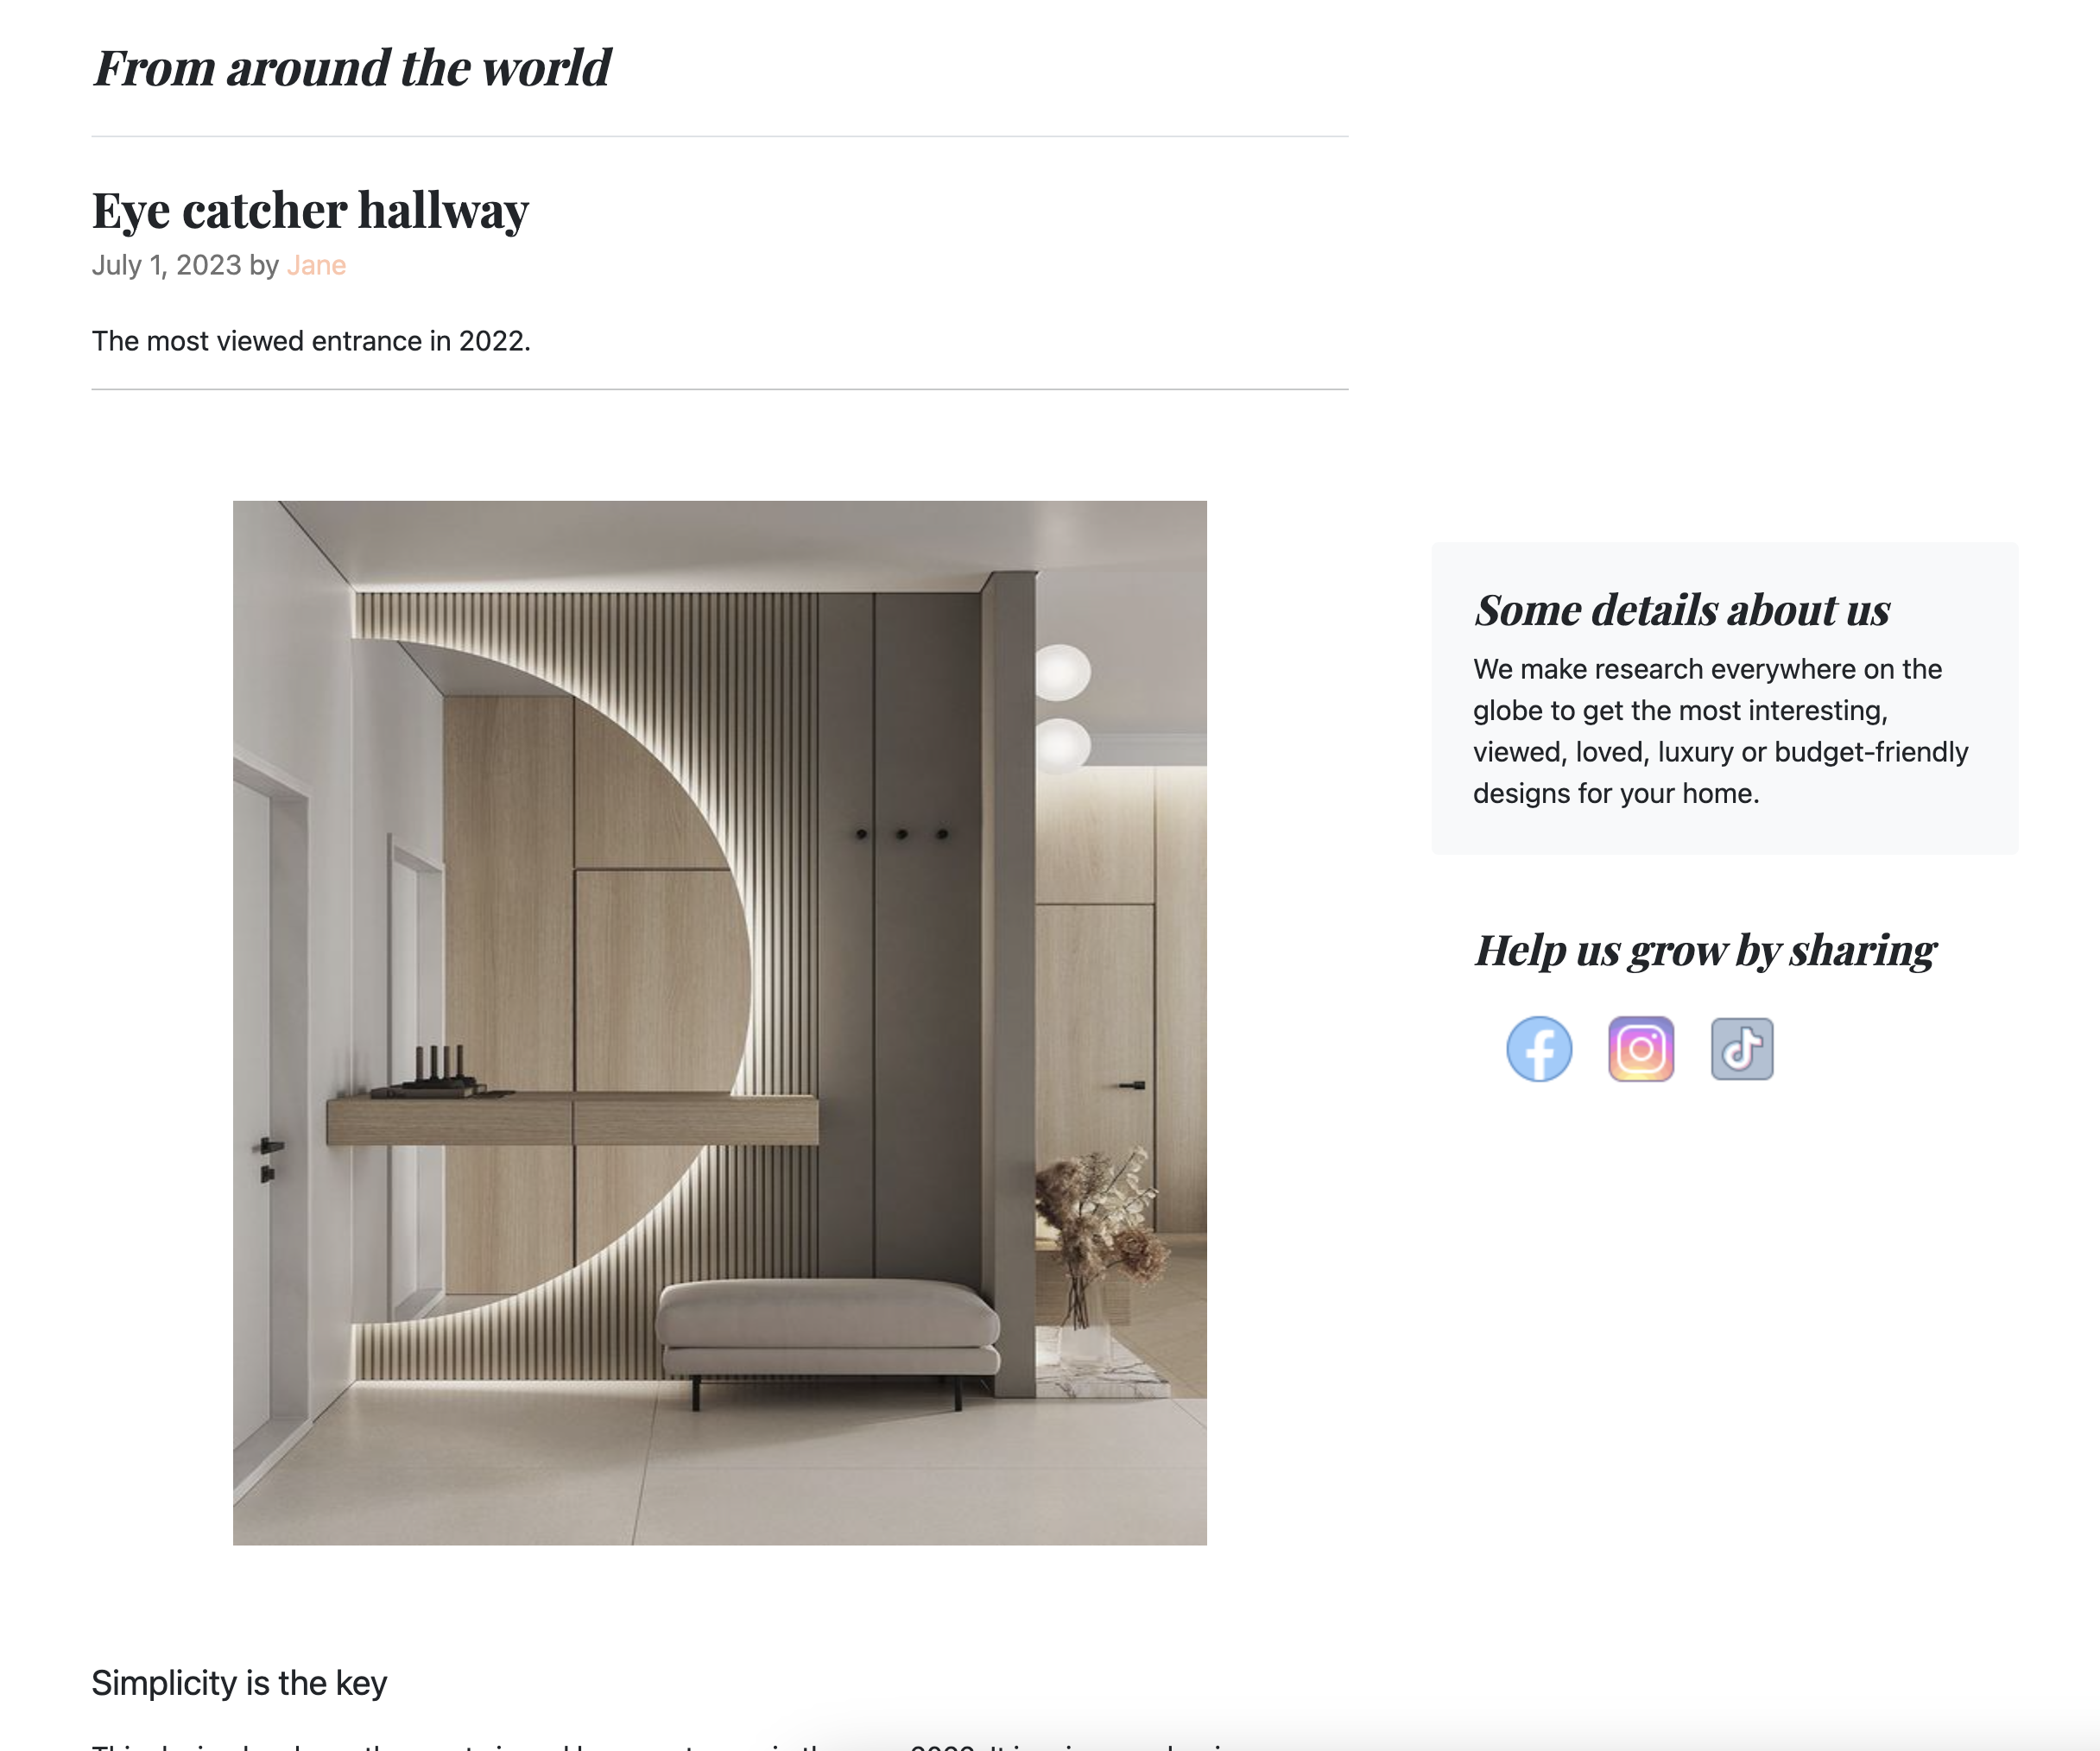 From around the world
Eye catcher hallway
July 1, 2023 by Jane
The most viewed entrance in 2022.
Some details about us
We make research everywhere on the
globe to get the most interesting,
viewed, loved, luxury or budget-friendly
designs for your home.
Help us grow by sharing
Simplicity is the key